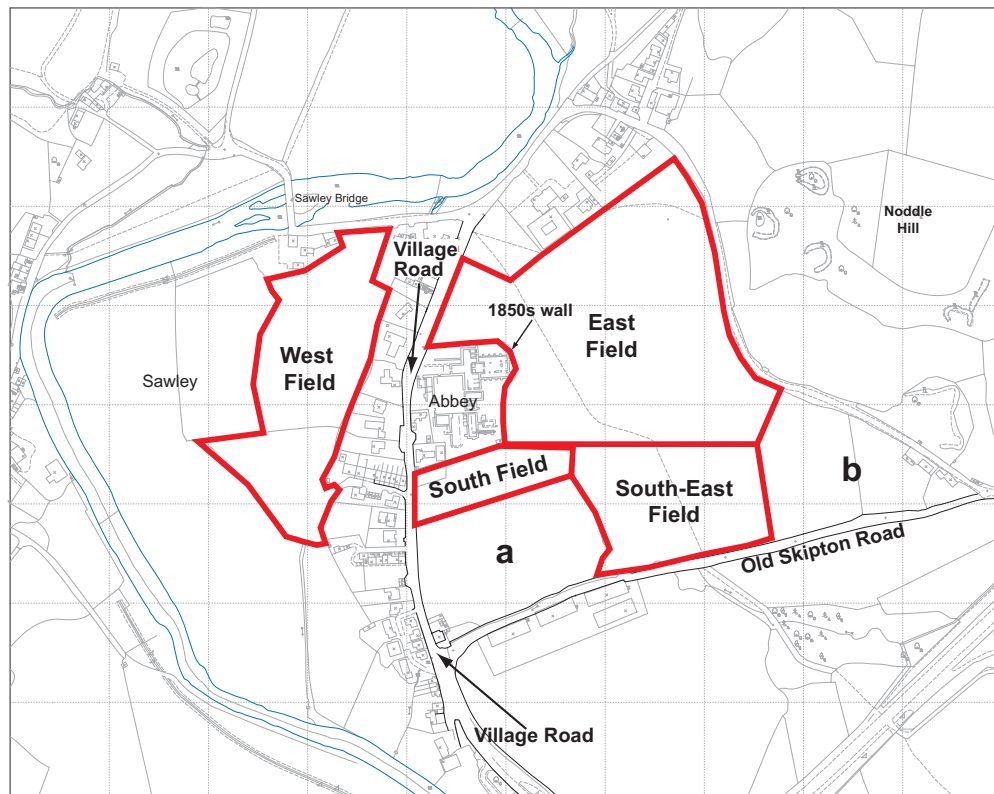 Sawley Bridge
Noddle
Hill
Village
Road
1850s wall
East
Field
West
Field
Sawley
Abbey
South Field
South-East
Field
b
a
Old Skipton Road
Village Road